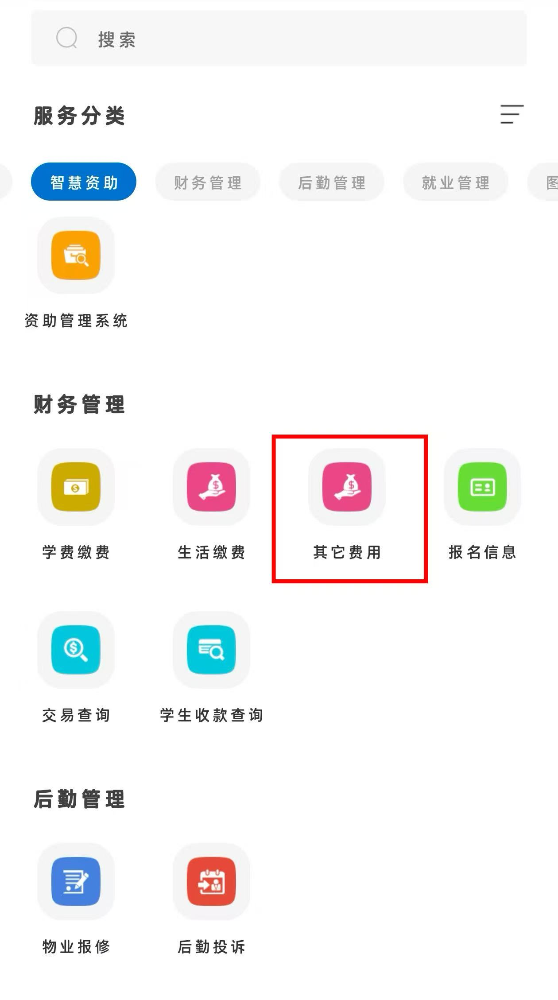 搜索
服务分类
智慧资助 财务管理 后勤管理 就业管理 图
资助管理系统
财务管理
学费缴费 生活缴费 其它费用 报名信息
交易查询 学生收款查询
后勤管理
物业报修 后勤投诉